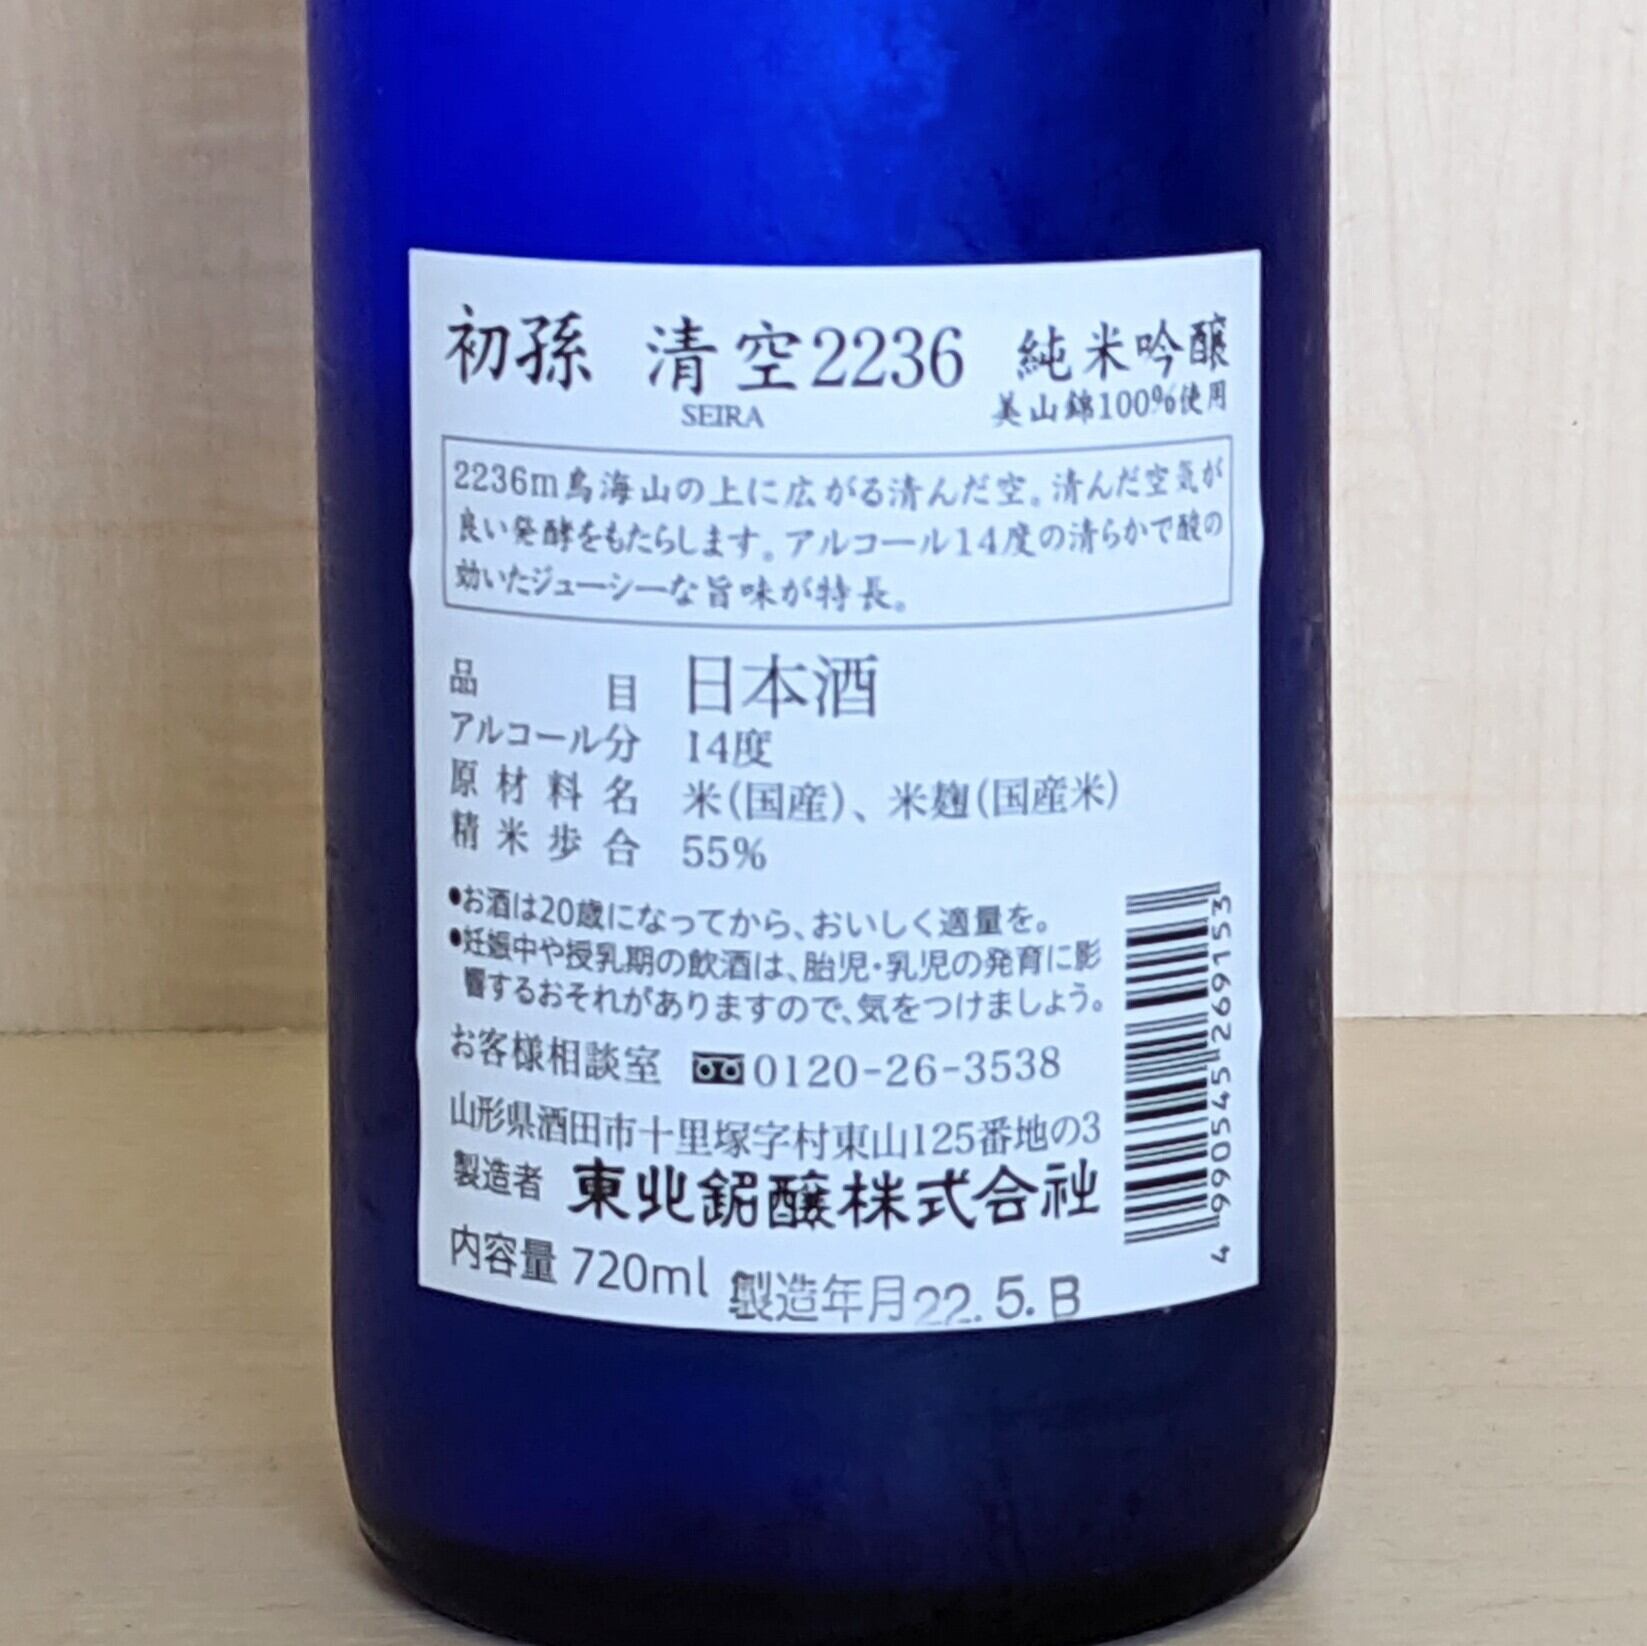 初孫 清空2236 純米吟醸
SEIRA 美山錦100%使用
2236m鳥海山の上に広がる清んだ空。清んだ空気が
良い発酵をもたらします。アルコール14度の清らかで酸の
効いたジューシーな旨味が特長。
品目 日本酒
アルコール分 14度
原材料名 米(国産)、米麹(国産米)
精米歩合 55%
●お酒は20歳になってから、おいしく適量を。
●妊娠中や授乳期の飲酒は、胎児・乳児の発育に影
響するおそれがありますので、気をつけましょう。
お客様相談室 0120-26-3538
山形県酒田市十里塚字村東山125番地の3
製造者 東北銘醸株式会社
内容量 720ml 製造年月 22.5.B
4990545269153